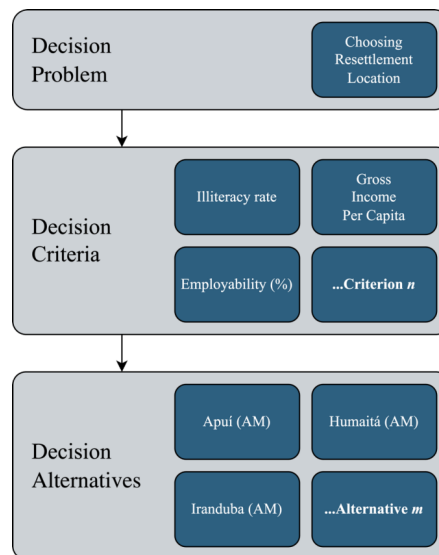 Decision
Problem
Choosing
Resettlement
Location
Decision
Criteria
Illiteracy rate
Gross
Income
Per Capita
Employability (%)
...Criterion n
Decision
Alternatives
Apuí (AM)
Humaitá (AM)
Iranduba (AM)
...Alternative m